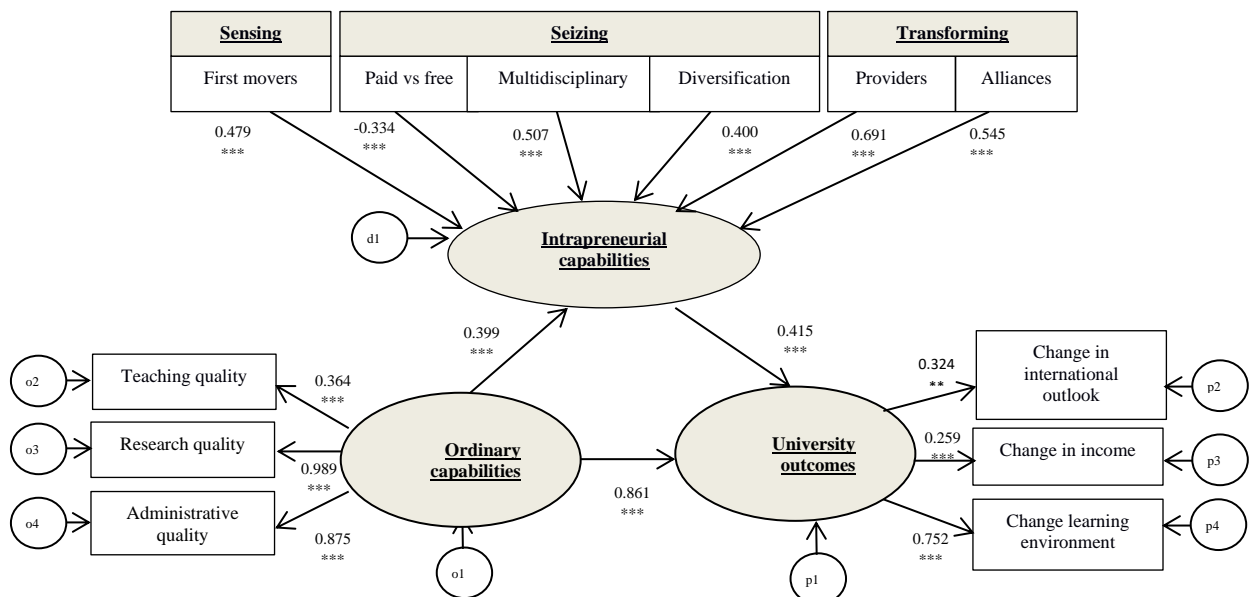 Sensing
Seizing
Transforming
First movers
Paid vs free
Multidisciplinary
Diversification
Providers
Alliances
0.479
***
-0.334
***
0.507
***
0.400
***
0.691
***
0.545
***
d1
Intrapreneurial
capabilities
0.399
***
0.415
***
o2
Teaching quality
0.364
***
o3
Research quality
0.989
***
o4
Administrative
quality
0.875
***
Ordinary
capabilities
o1
0.861
***
University
outcomes
p1
0.324
**
Change in
international
outlook
p2
0.259
***
Change in income
p3
0.752
***
Change learning
environment
p4